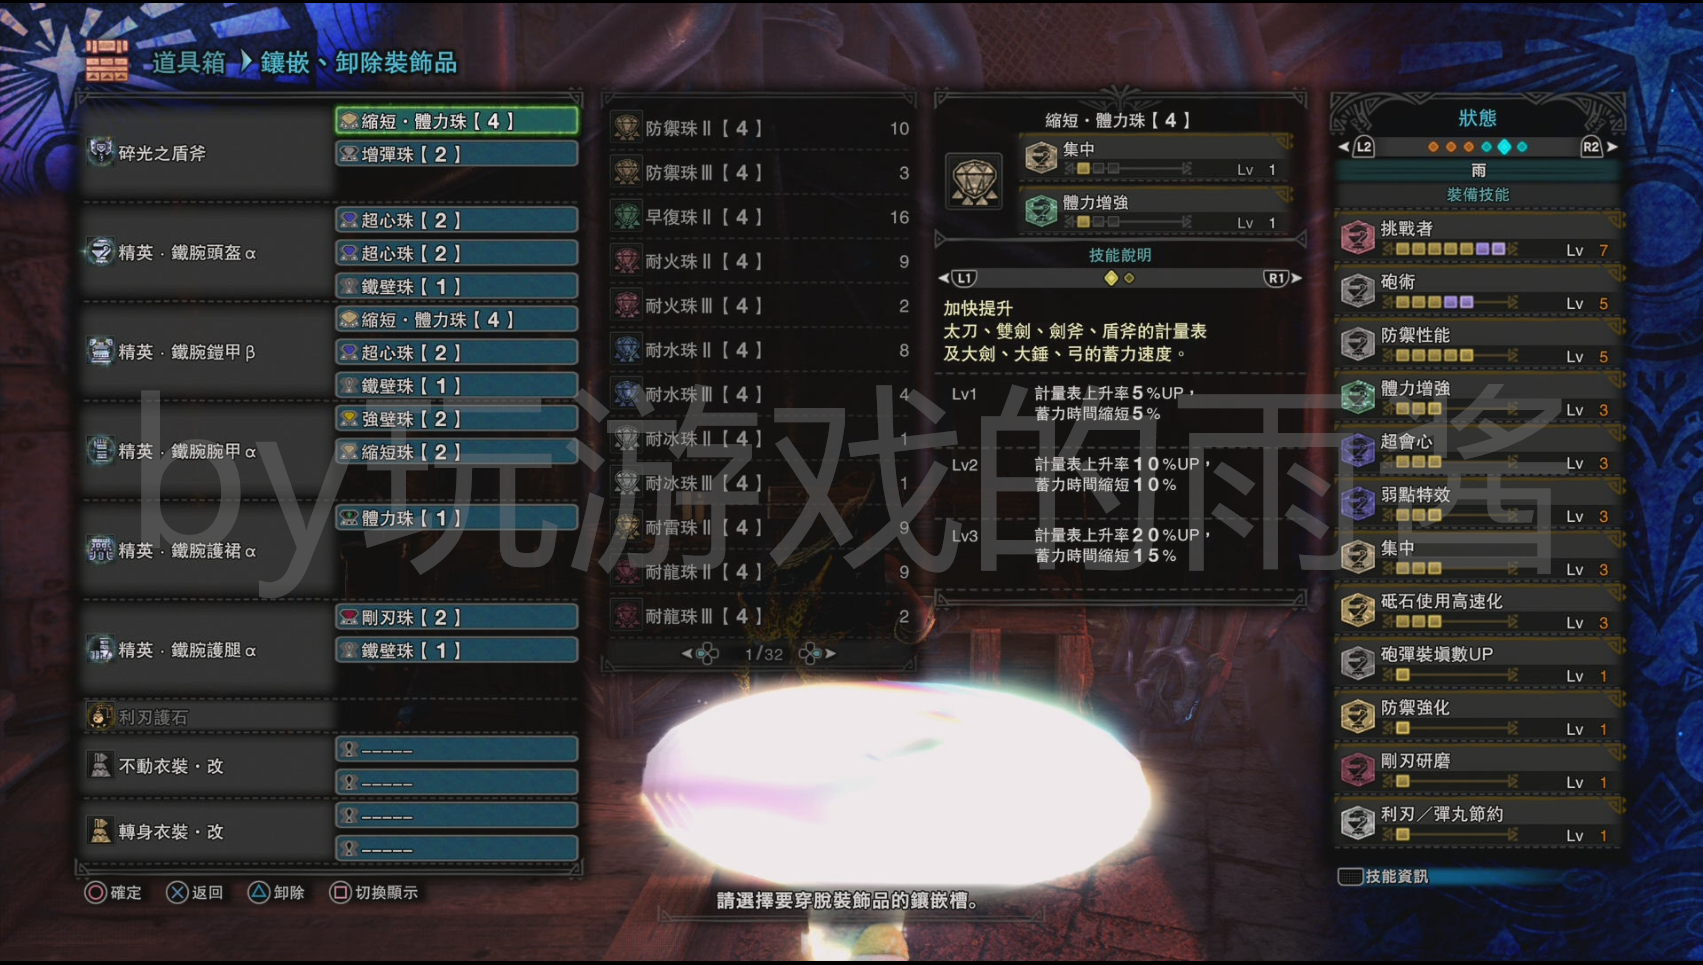 道具箱 鑲嵌、卸除裝飾品
碎光之盾斧
縮短・體力珠【 4 】
增彈珠【 2 】
精英．鐵腕頭盔α
超心珠【 2 】
超心珠【 2 】
鐵壁珠【 1 】
精英．鐵腕鎧甲β
縮短・體力珠【 4 】
超心珠【 2 】
鐵壁珠【 1 】
精英．鐵腕腕甲α
強壁珠【 2 】
縮短珠【 2 】
精英．鐵腕護裙α
體力珠【 1 】
精英．鐵腕護腿α
剛刃珠【 2 】
鐵壁珠【 1 】
利刃護石
不動衣裝・改
-----
-----
轉身衣裝・改
-----
-----
確定 返回 卸除 切換顯示
防禦珠Ⅱ【 4 】 10
防禦珠Ⅲ【 4 】 3
早復珠Ⅱ【 4 】 16
耐火珠Ⅱ【 4 】 9
耐火珠Ⅲ【 4 】 2
耐水珠Ⅱ【 4 】 8
耐水珠Ⅲ【 4 】 4
耐冰珠Ⅱ【 4 】 1
耐冰珠Ⅲ【 4 】 1
耐雷珠Ⅱ【 4 】 9
耐龍珠Ⅱ【 4 】 9
耐龍珠Ⅲ【 4 】 2
1/32
縮短・體力珠【 4 】
集中
Lv 1
體力增強
Lv 1
技能說明
L1 R1
加快提升
太刀、雙劍、劍斧、盾斧的計量表
及大劍、大錘、弓的蓄力速度。
Lv1 計量表上升率5%UP，
蓄力時間縮短5%
Lv2 計量表上升率10%UP，
蓄力時間縮短10%
Lv3 計量表上升率20%UP，
蓄力時間縮短15%
請選擇要穿脫裝飾品的鑲嵌槽。
狀態
L2 R2
雨
裝備技能
挑戰者
Lv 7
砲術
Lv 5
防禦性能
Lv 5
體力增強
Lv 3
超會心
Lv 3
弱點特效
Lv 3
集中
Lv 3
砥石使用高速化
Lv 3
砲彈裝填數UP
Lv 1
防禦強化
Lv 1
剛刃研磨
Lv 1
利刃／彈丸節約
Lv 1
技能資訊